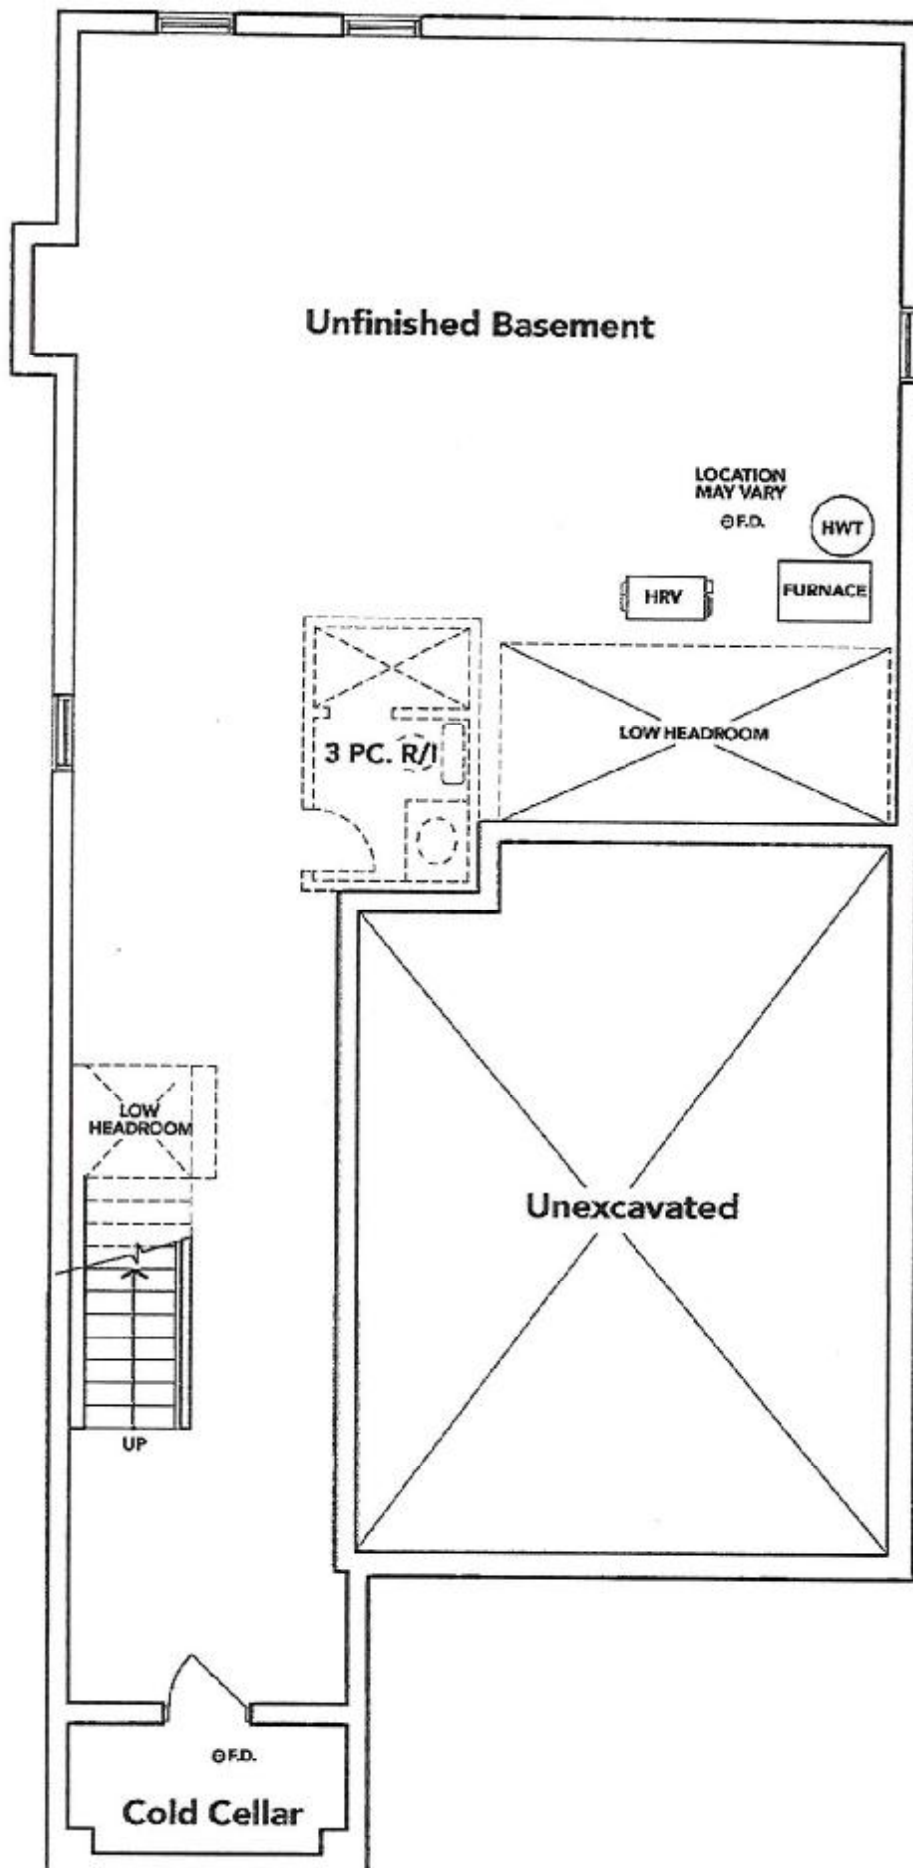 Unfinished Basement
LOCATION
MAY VARY
F.D.
HWT
HRV
FURNACE
LOW HEADROOM
3 PC. R/I
LOW
HEADROOM
Unexcavated
UP
F.D.
Cold Cellar